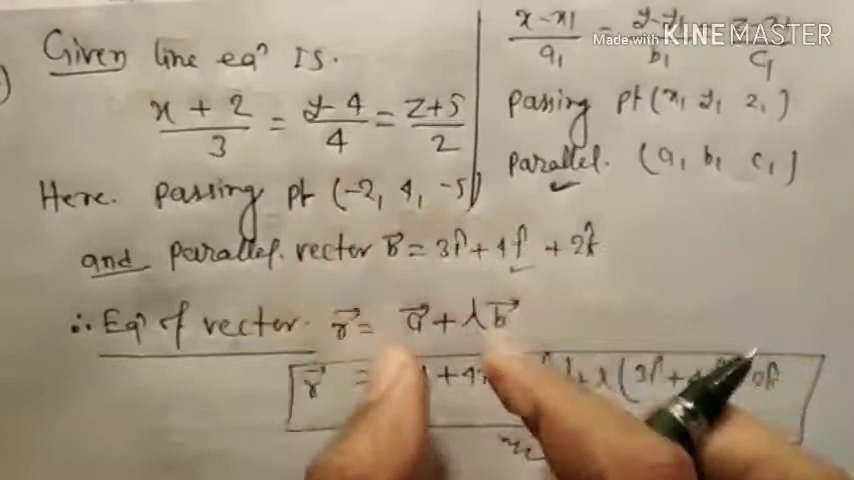 Given line eqn Is.
x + 2 / 3 = y - 4 / 4 = z + 5 / 2
Here. passing pt (-2, 4, -5)
and parallel. vector b⃗ = 3î + 4ĵ + 2k̂
∴ Eqn of vector. r⃗ = a⃗ + λb⃗
r⃗ = + λ(3î +
x - x1 / a1 = y - y1 / b1
c1
passing pt (x1, y1, z1)
parallel. (a1, b1, c1)
Made with KINEMASTER